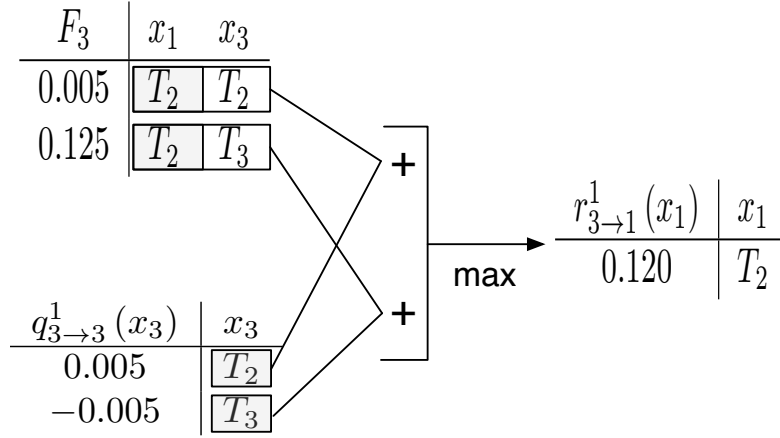 F_3 x_1 x_3
0.005 T_2 T_2
0.125 T_2 T_3
+
r^1_{3→1}(x_1) x_1
0.120 T_2
max
+
q^1_{3→3}(x_3) x_3
0.005 T_2
−0.005 T_3